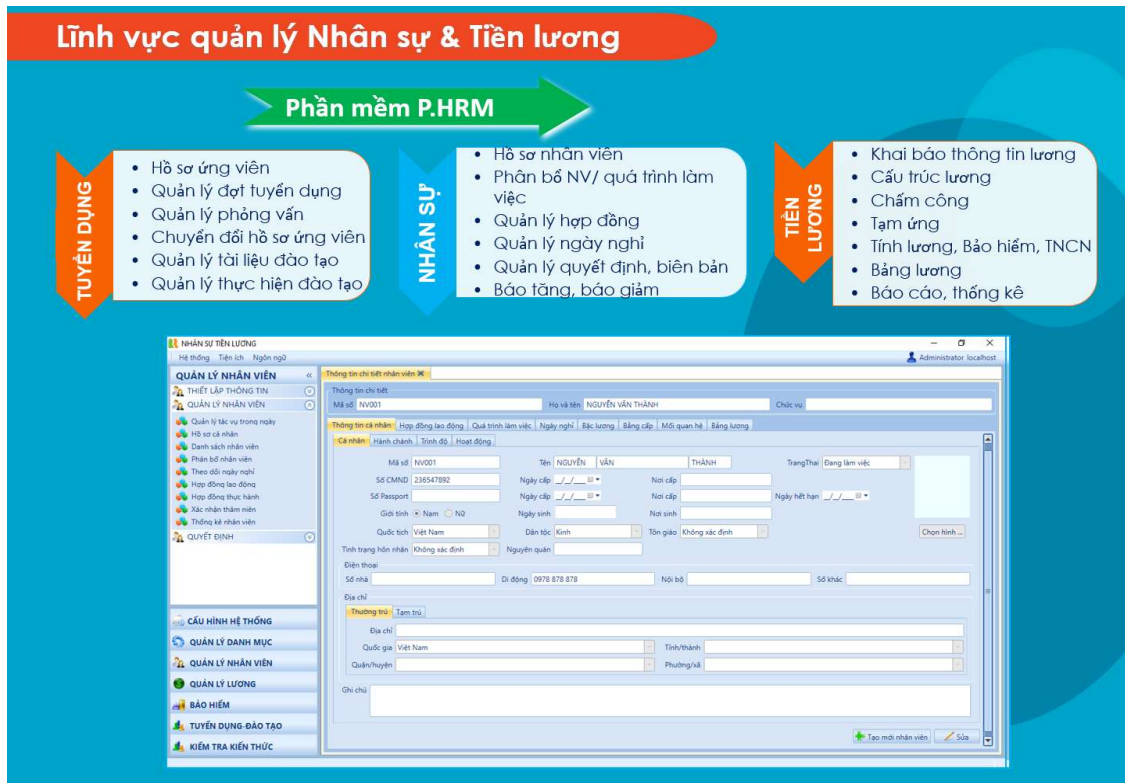 Lĩnh vực quản lý Nhân sự & Tiền lương
Phần mềm P.HRM
TUYỂN DỤNG
• Hồ sơ ứng viên
• Quản lý đợt tuyển dụng
• Quản lý phỏng vấn
• Chuyển đổi hồ sơ ứng viên
• Quản lý tài liệu đào tạo
• Quản lý thực hiện đào tạo
NHÂN SỰ
• Hồ sơ nhân viên
• Phân bổ NV/ quá trình làm
việc
• Quản lý hợp đồng
• Quản lý ngày nghỉ
• Quản lý quyết định, biên bản
• Báo tăng, báo giảm
TIỀN
LƯƠNG
• Khai báo thông tin lương
• Cấu trúc lương
• Chấm công
• Tạm ứng
• Tính lương, Bảo hiểm, TNCN
• Bảng lương
• Báo cáo, thống kê
NHÂN SỰ TIỀN LƯƠNG
Hệ thống Tiện ích Ngôn ngữ
Administrator localhost
QUẢN LÝ NHÂN VIÊN «
THIẾT LẬP THÔNG TIN
QUẢN LÝ NHÂN VIÊN
Quản lý tác vụ trong ngày
Hồ sơ cá nhân
Danh sách nhân viên
Phân bổ nhân viên
Theo dõi ngày nghỉ
Hợp đồng lao động
Hợp đồng thực hành
Xác nhận thâm niên
Thống kê nhân viên
QUYẾT ĐỊNH
CẤU HÌNH HỆ THỐNG
QUẢN LÝ DANH MỤC
QUẢN LÝ NHÂN VIÊN
QUẢN LÝ LƯƠNG
BẢO HIỂM
TUYỂN DỤNG-ĐÀO TẠO
KIỂM TRA KIẾN THỨC
Thông tin chi tiết nhân viên
Thông tin chi tiết
Mã số NV001 Họ và tên NGUYỄN VĂN THÀNH Chức vụ
Thông tin cá nhân Hợp đồng lao động Quá trình làm việc Ngày nghỉ Bậc lương Bằng cấp Mối quan hệ Bảng lương
Cá nhân Hành chánh Trình độ Hoạt động
Mã số NV001 Tên NGUYỄN VĂN THÀNH TrangThai Đang làm việc
Số CMND 236547892 Ngày cấp _/_/___ Nơi cấp
Số Passport Ngày cấp _/_/___ Nơi cấp Ngày hết hạn _/_/___
Giới tính Nam Nữ Ngày sinh Nơi sinh
Quốc tịch Việt Nam Dân tộc Kinh Tôn giáo Không xác định Chọn hình ...
Tình trạng hôn nhân Không xác định Nguyên quán
Điện thoại
Số nhà Di động 0978 878 878 Nội bộ Số khác
Địa chỉ
Thường trú Tạm trú
Địa chỉ
Quốc gia Việt Nam Tỉnh/thành
Quận/huyện Phường/xã
Ghi chú
Tạo mới nhân viên Sửa